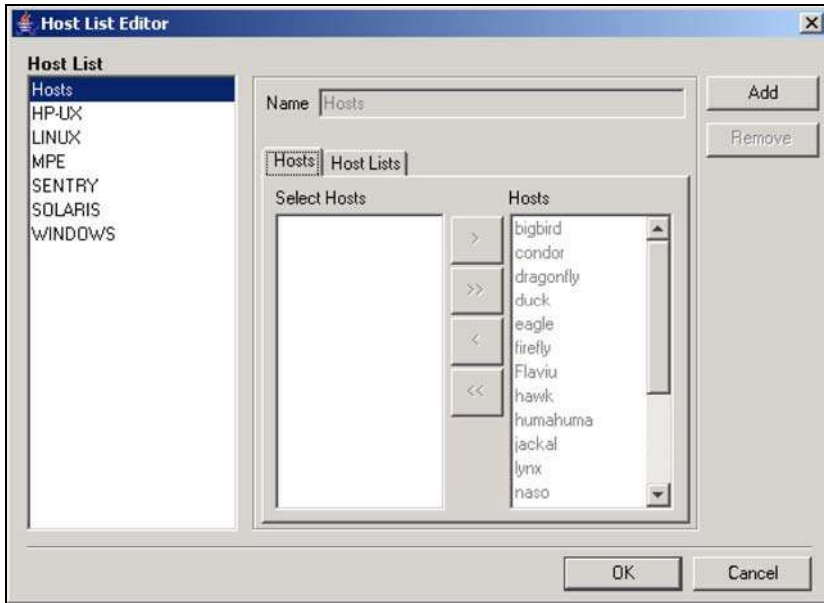 Host List Editor
Host List
Hosts
HP-UX
LINUX
MPE
SENTRY
SOLARIS
WINDOWS
Name Hosts
Hosts Host Lists
Select Hosts
>
>>
<
<<
Hosts
bigbird
condor
dragonfly
duck
eagle
firefly
Flaviu
hawk
humahuma
jackal
lynx
naso
Add
Remove
OK Cancel